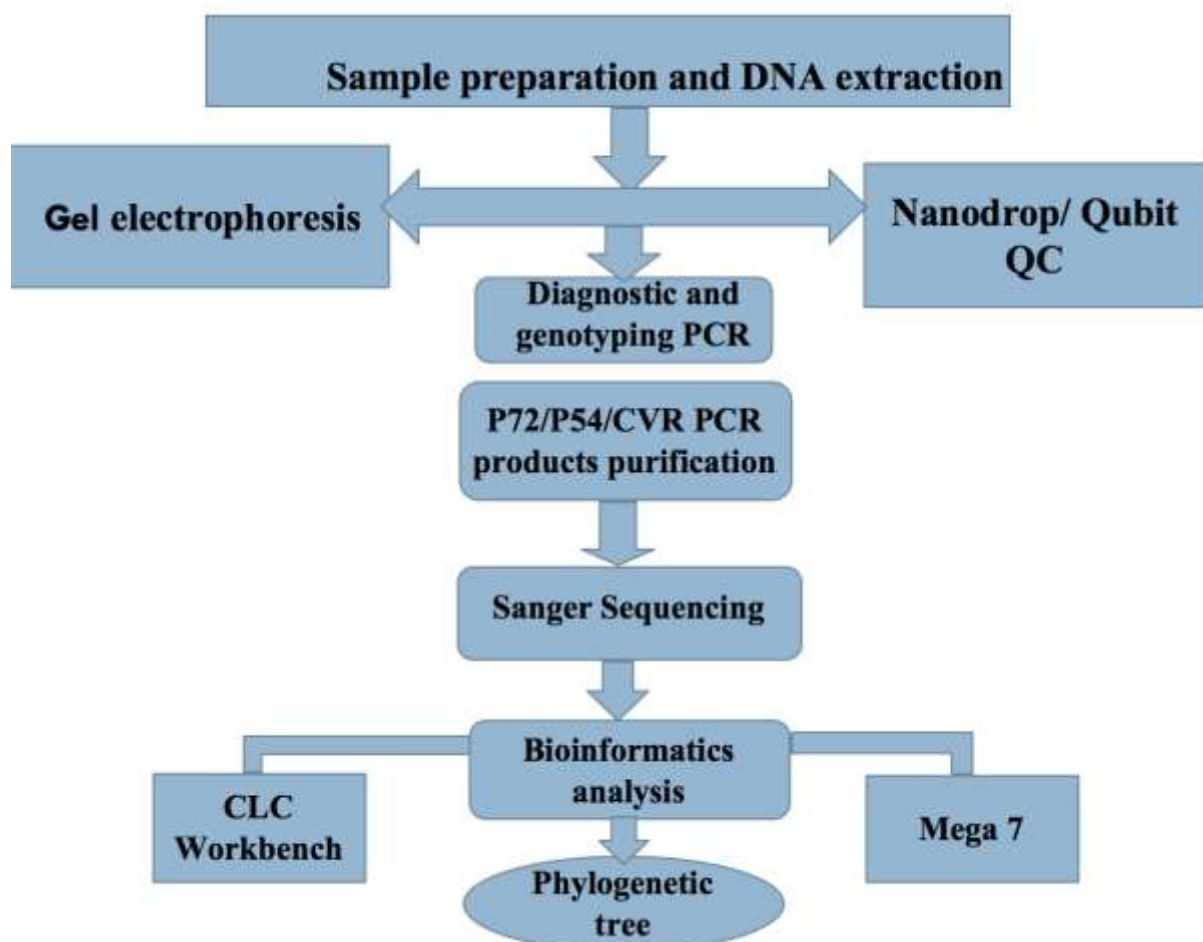 Sample preparation and DNA extraction
Gel electrophoresis
Nanodrop/ Qubit
QC
Diagnostic and
genotyping PCR
P72/P54/CVR PCR
products purification
Sanger Sequencing
Bioinformatics
analysis
CLC
Workbench
Mega 7
Phylogenetic
tree